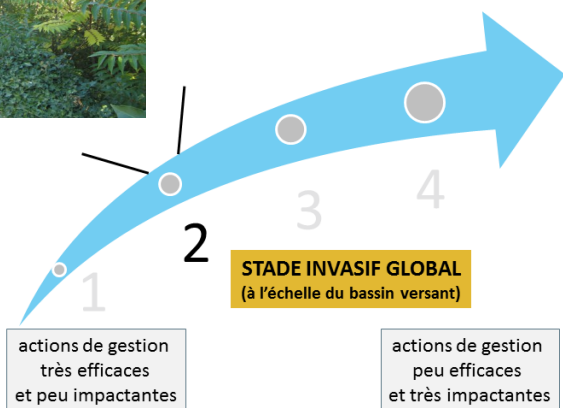 1
2
3
4
STADE INVASIF GLOBAL
(à l'échelle du bassin versant)
actions de gestion
très efficaces
et peu impactantes
actions de gestion
peu efficaces
et très impactantes